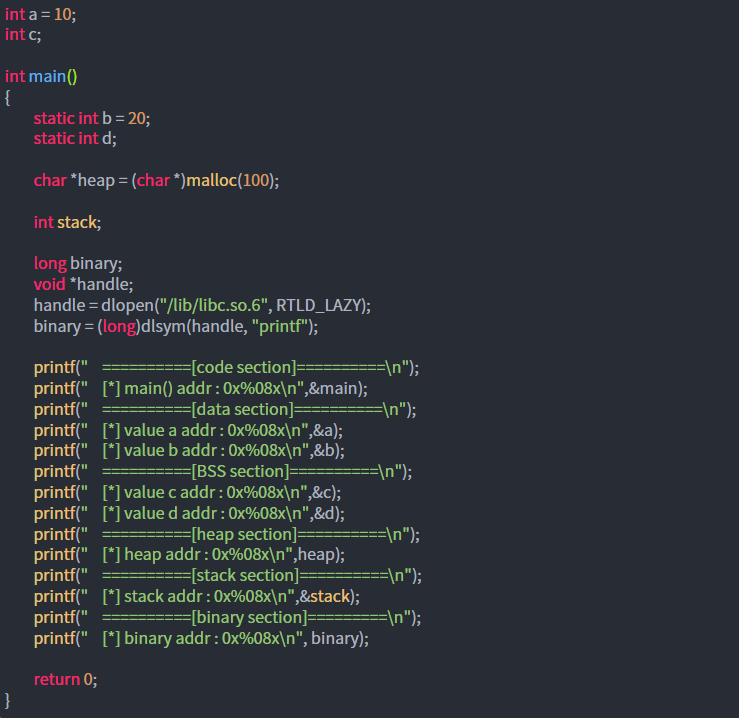 int a = 10;
int c;
int main()
{
static int b = 20;
static int d;
char *heap = (char *)malloc(100);
int stack;
long binary;
void *handle;
handle = dlopen("/lib/libc.so.6", RTLD_LAZY);
binary = (long)dlsym(handle, "printf");
printf("   ==========[code section]==========\n");
printf("   [*] main() addr : 0x%08x\n",&main);
printf("   ==========[data section]==========\n");
printf("   [*] value a addr : 0x%08x\n",&a);
printf("   [*] value b addr : 0x%08x\n",&b);
printf("   ==========[BSS section]==========\n");
printf("   [*] value c addr : 0x%08x\n",&c);
printf("   [*] value d addr : 0x%08x\n",&d);
printf("   ==========[heap section]==========\n");
printf("   [*] heap addr : 0x%08x\n",heap);
printf("   ==========[stack section]==========\n");
printf("   [*] stack addr : 0x%08x\n",&stack);
printf("   ==========[binary section]=========\n");
printf("   [*] binary addr : 0x%08x\n", binary);
return 0;
}